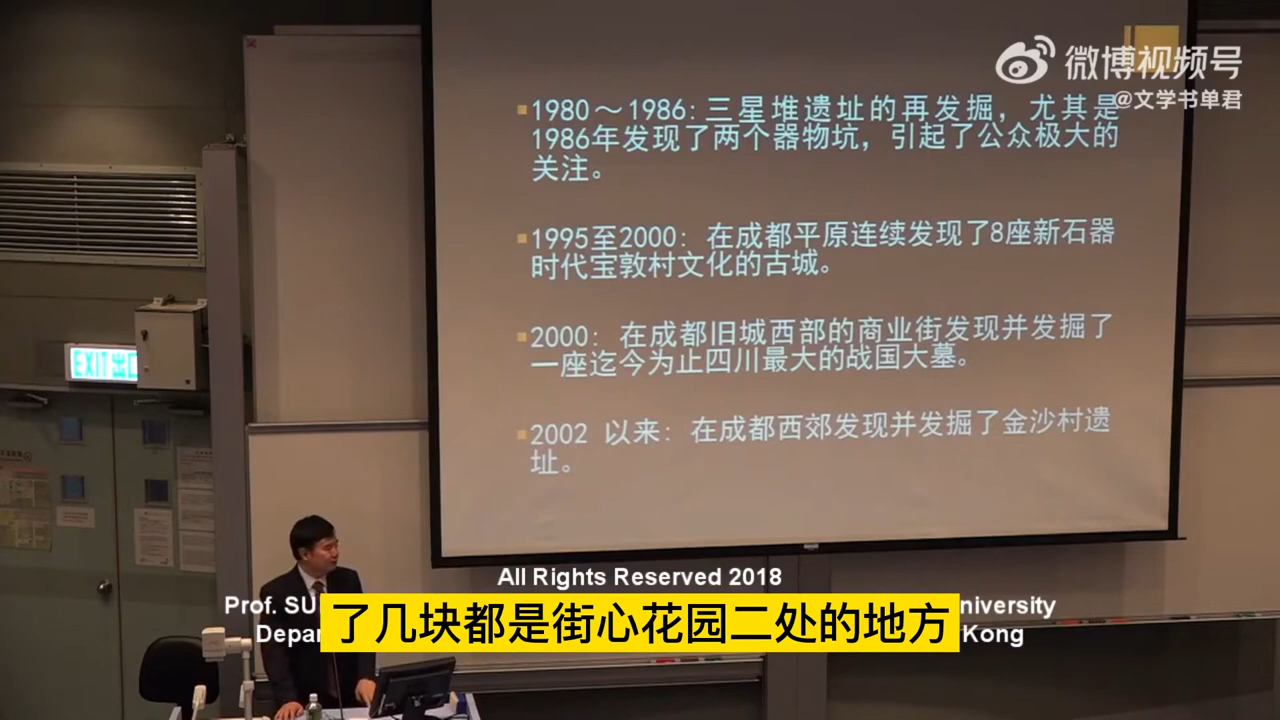 微博视频号
@文学书单君
1980～1986: 三星堆遗址的再发掘，尤其是
1986年发现了两个器物坑，引起了公众极大的
关注。
1995至2000: 在成都平原连续发现了8座新石器
时代宝敦村文化的古城。
2000: 在成都旧城西部的商业街发现并发掘了
一座迄今为止四川最大的战国大墓。
2002 以来: 在成都西郊发现并发掘了金沙村遗
址。
EXIT 出口
All Rights Reserved 2018
Prof. SU
niversity
Depar
Kong
了几块都是街心花园二处的地方